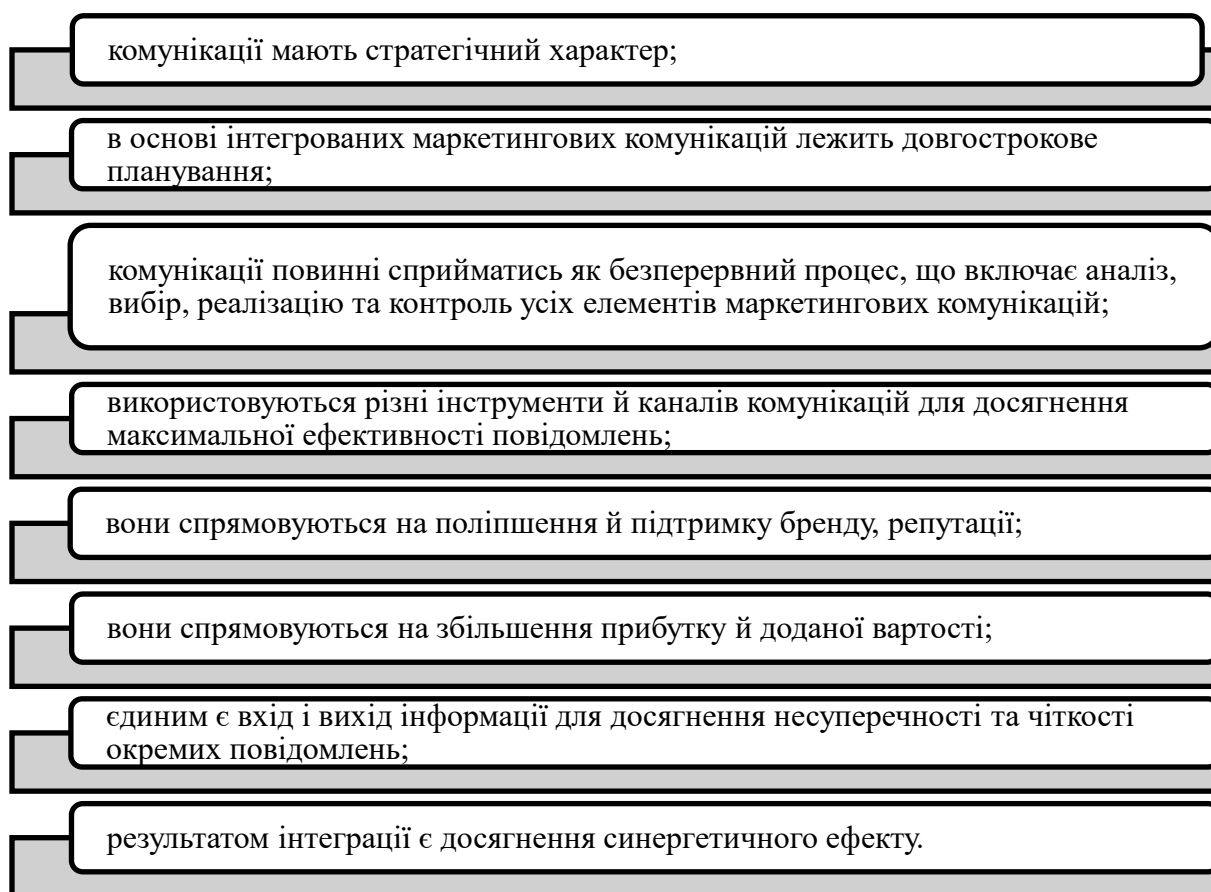 комунікації мають стратегічний характер;
в основі інтегрованих маркетингових комунікацій лежить довгострокове
планування;
комунікації повинні сприйматись як безперервний процес, що включає аналіз,
вибір, реалізацію та контроль усіх елементів маркетингових комунікацій;
використовуються різні інструменти й каналів комунікацій для досягнення
максимальної ефективності повідомлень;
вони спрямовуються на поліпшення й підтримку бренду, репутації;
вони спрямовуються на збільшення прибутку й доданої вартості;
єдиним є вхід і вихід інформації для досягнення несуперечності та чіткості
окремих повідомлень;
результатом інтеграції є досягнення синергетичного ефекту.